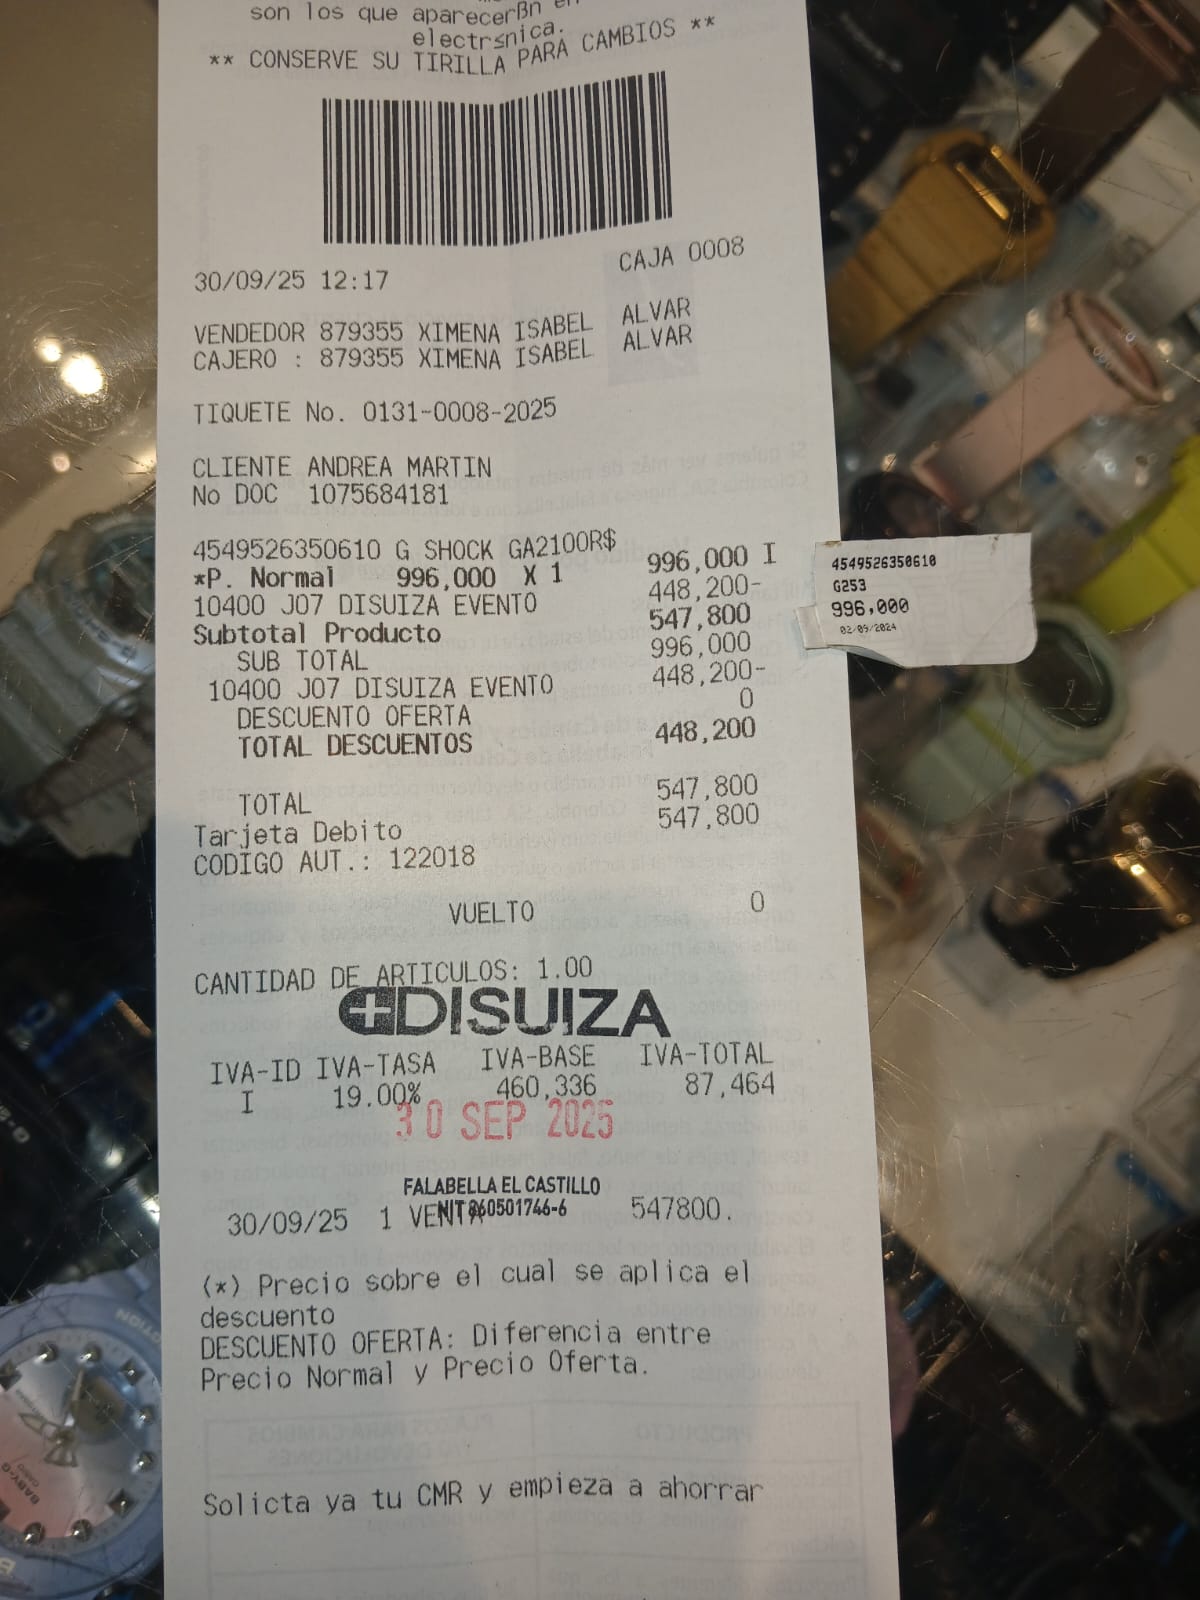 son los que aparecerßn en
electrsnica.
** CONSERVE SU TIRILLA PARA CAMBIOS **
30/09/25 12:17 CAJA 0008
VENDEDOR 879355 XIMENA ISABEL ALVAR
CAJERO : 879355 XIMENA ISABEL ALVAR
TIQUETE No. 0131-0008-2025
CLIENTE ANDREA MARTIN
No DOC 1075684181
4549526350610 G SHOCK GA2100R$
*P. Normal 996,000 X 1 996,000 I
10400 J07 DISUIZA EVENTO 448,200-
Subtotal Producto 547,800
SUB TOTAL 996,000
10400 J07 DISUIZA EVENTO 448,200-
DESCUENTO OFERTA 0
TOTAL DESCUENTOS 448,200
TOTAL 547,800
Tarjeta Debito 547,800
CODIGO AUT.: 122018
VUELTO 0
CANTIDAD DE ARTICULOS: 1.00
DISUIZA
IVA-ID IVA-TASA IVA-BASE IVA-TOTAL
I 19.00% 460,336 87,464
30 SEP 2025
FALABELLA EL CASTILLO
NIT 860501746-6
30/09/25 1 VENTA 547800.
(*) Precio sobre el cual se aplica el
descuento
DESCUENTO OFERTA: Diferencia entre
Precio Normal y Precio Oferta.
Solicta ya tu CMR y empieza a ahorrar
4549526350610
G253
996,000
02/09/2024
BABY-G
CASIO